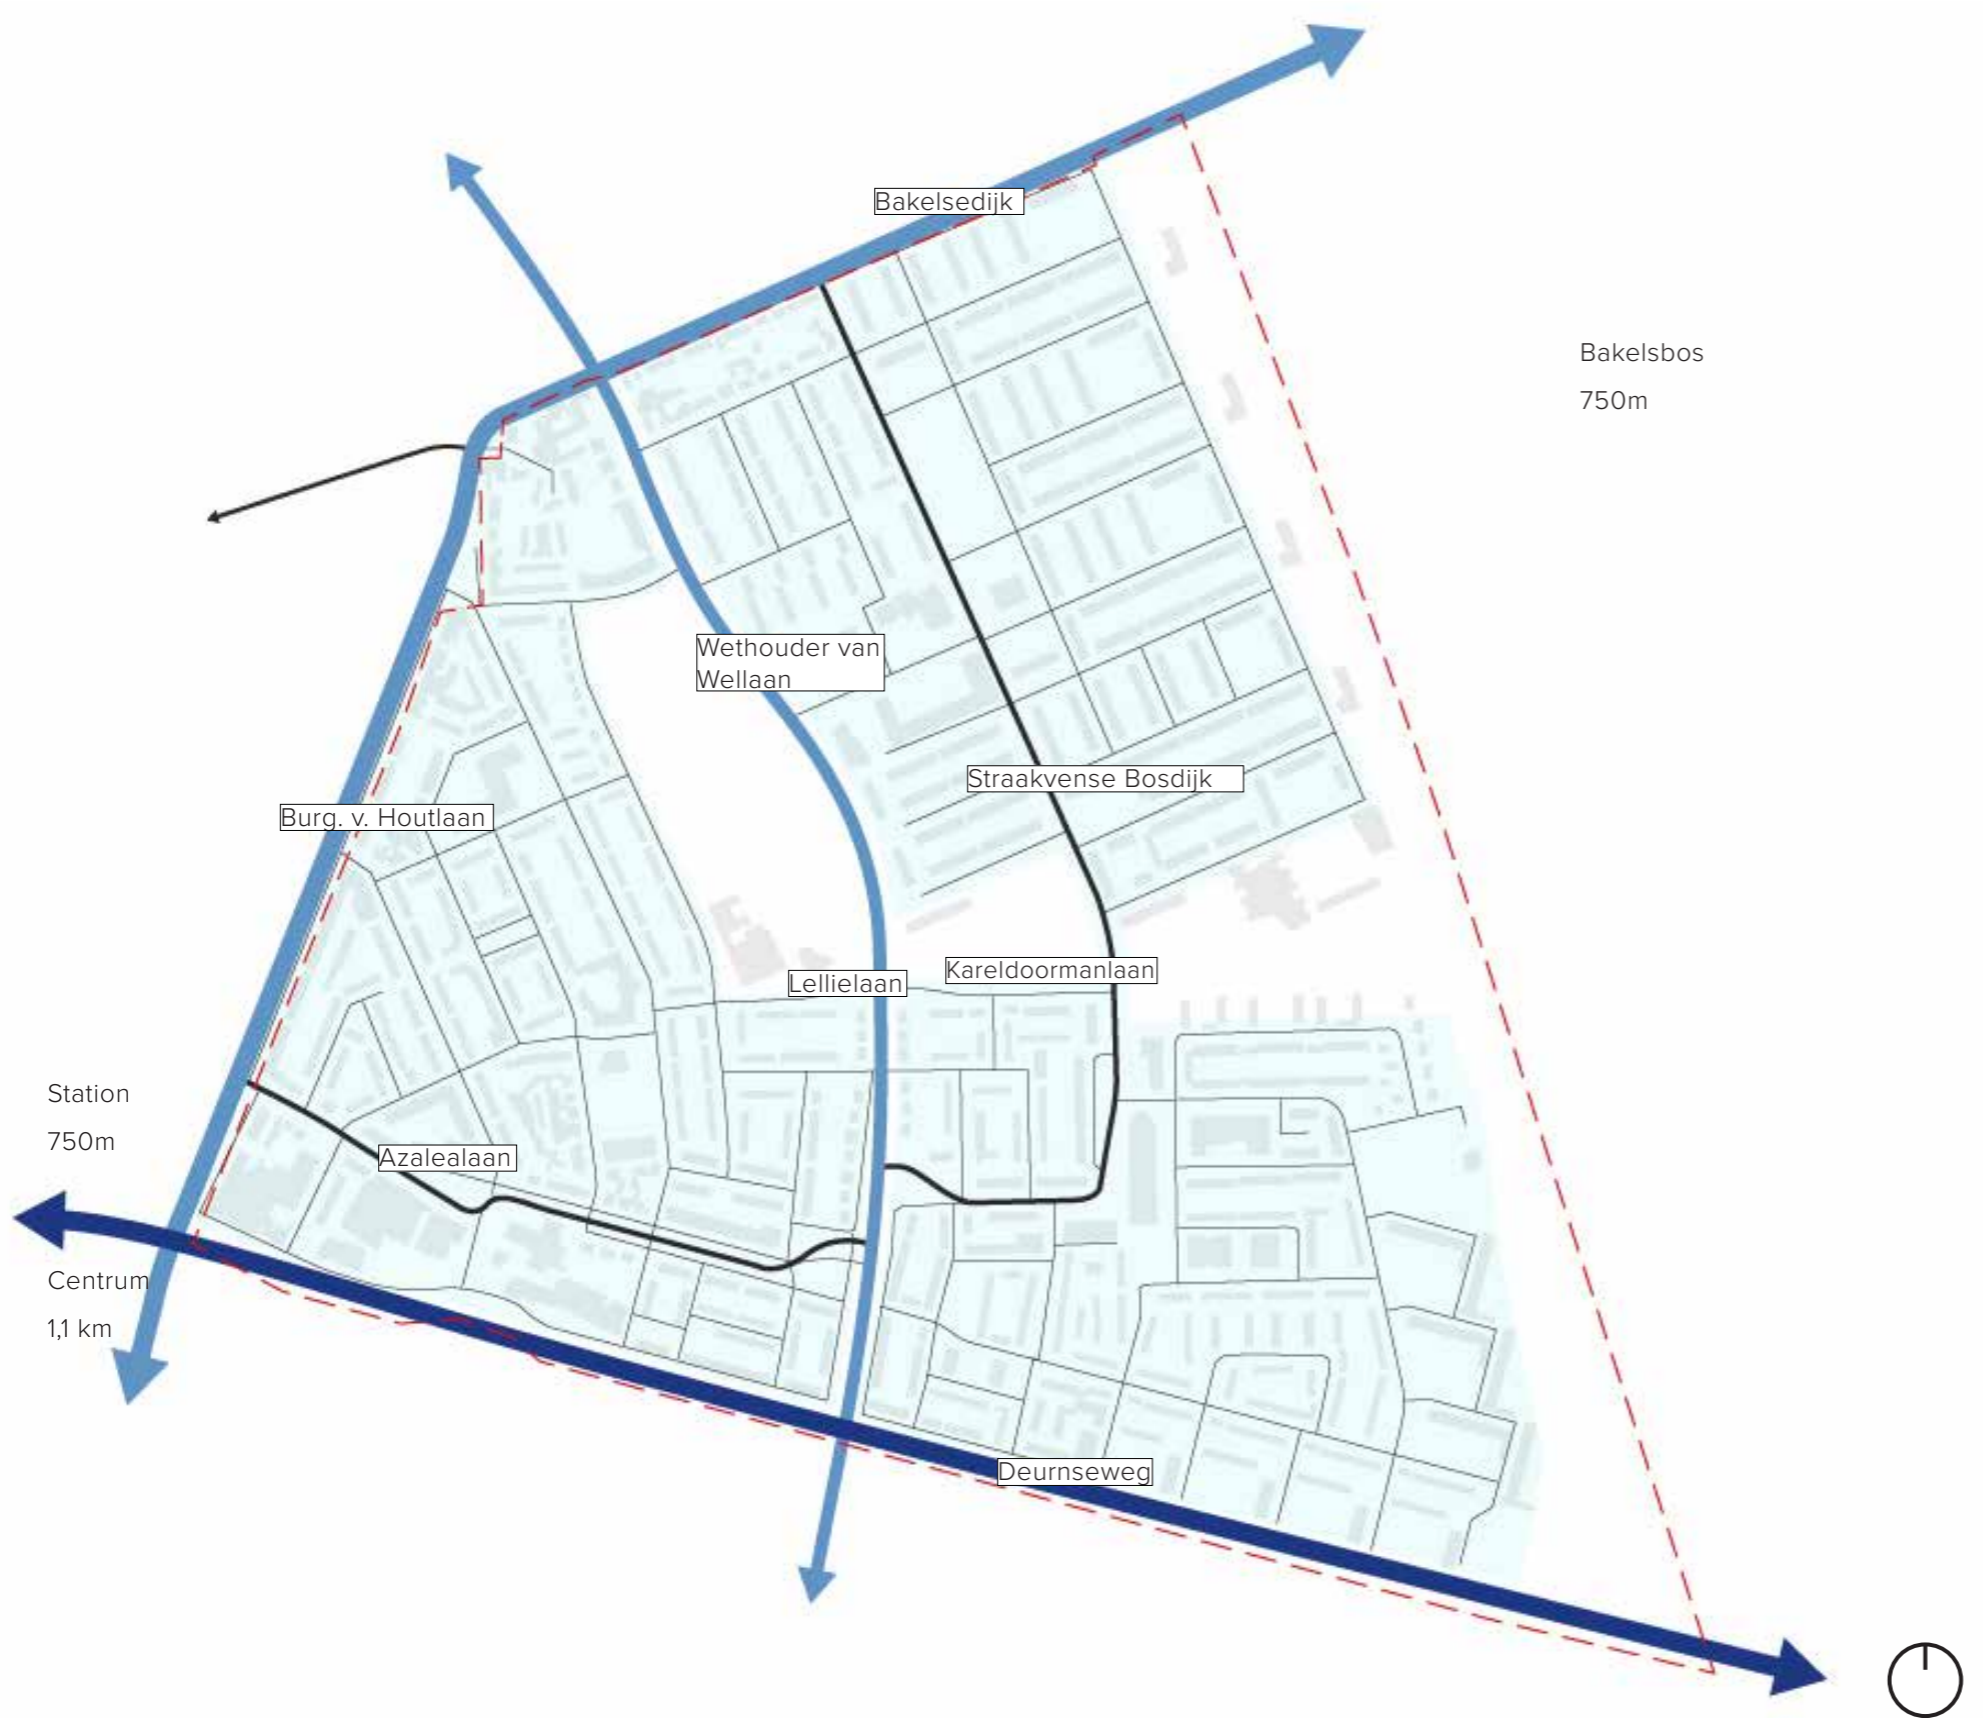 Bakelsedijk
Bakelsbos
750m
Wethouder van
Wellaan
Straakvense Bosdijk
Burg. v. Houtlaan
Kareldoormanlaan
Lellielaan
Station
750m
Azalealaan
Centrum
1,1 km
Deurnseweg